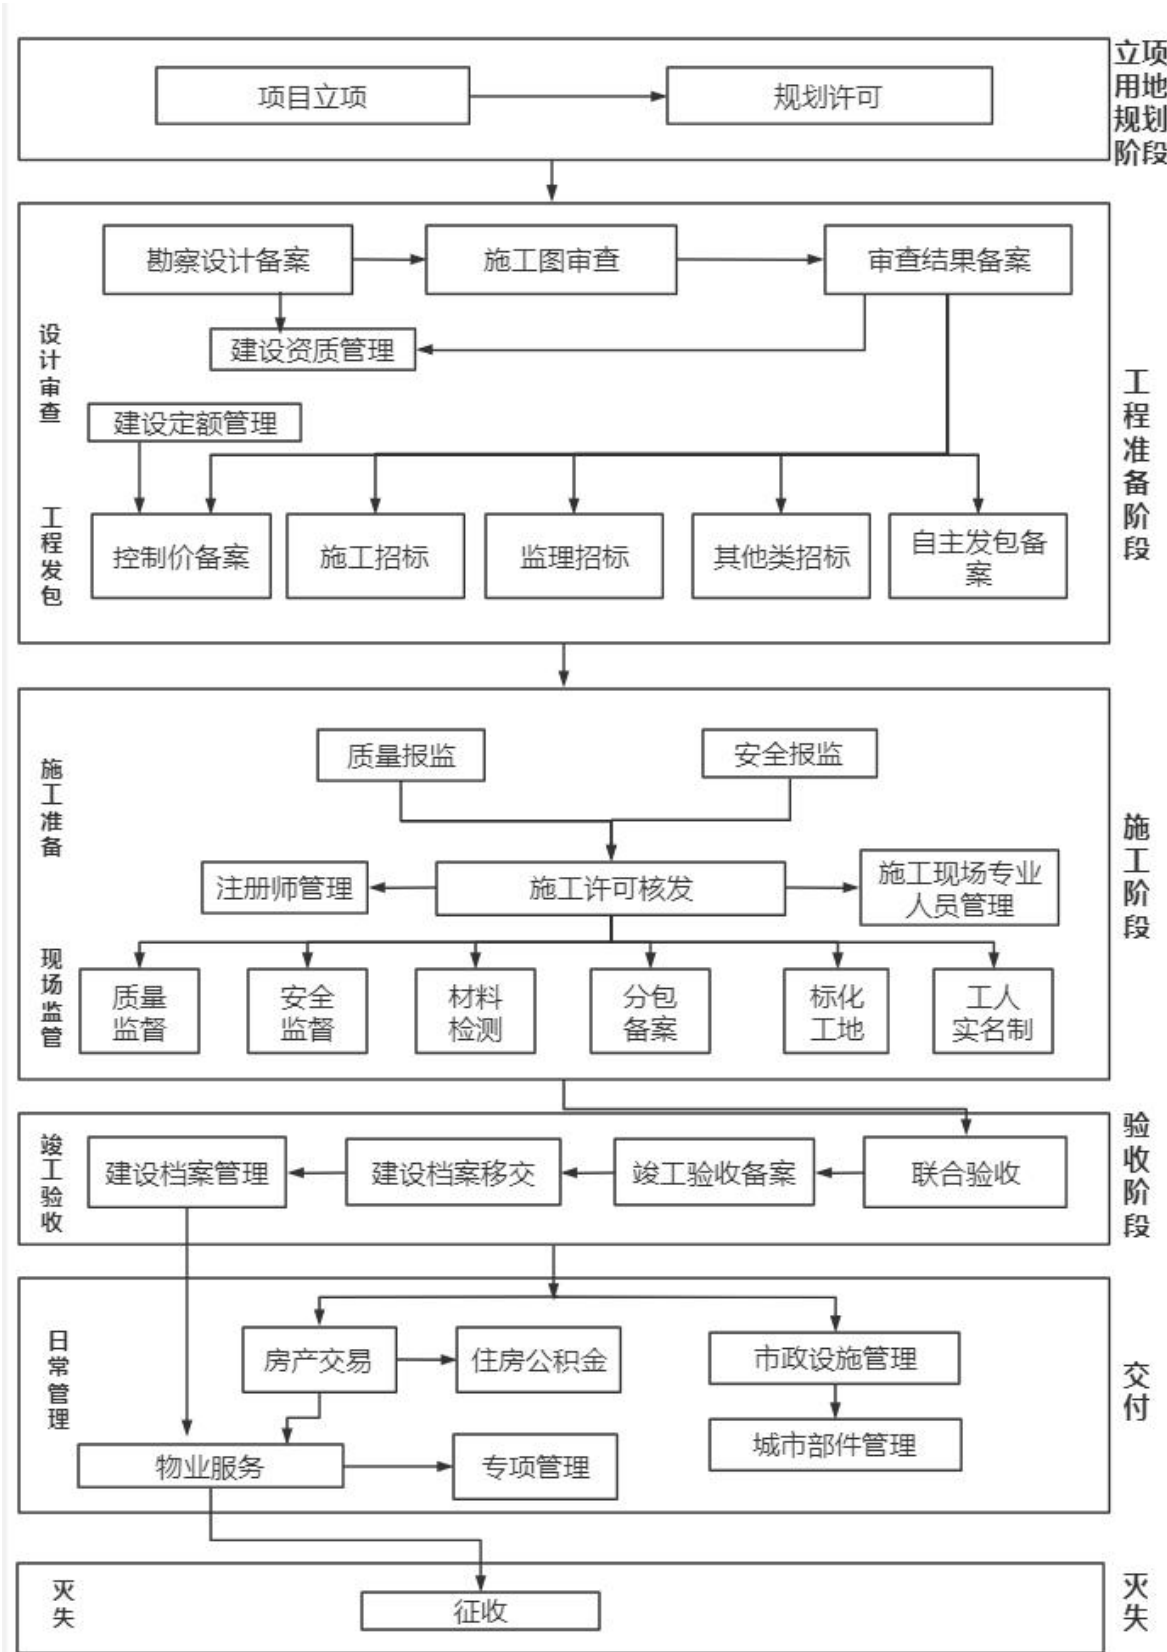 立项
用地
规划
阶段
项目立项
规划许可
勘察设计备案
施工图审查
审查结果备案
设
计
审
查
建设资质管理
建设定额管理
工
程
准
备
阶
段
工
程
发
包
控制价备案
施工招标
监理招标
其他类招标
自主发包备
案
施
工
准
备
质量报监
安全报监
施
工
阶
段
注册师管理
施工许可核发
施工现场专业
人员管理
现
场
监
管
质量
监督
安全
监督
材料
检测
分包
备案
标化
工地
工人
实名制
竣
工
验
收
建设档案管理
建设档案移交
竣工验收备案
联合验收
验
收
阶
段
日
常
管
理
房产交易
住房公积金
市政设施管理
交
付
物业服务
专项管理
城市部件管理
灭
失
征收
灭
失